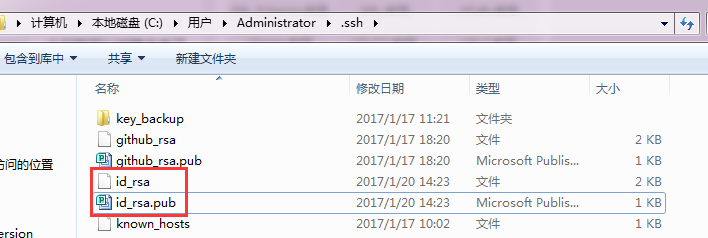 计算机 本地磁盘 (C:) 用户 Administrator .ssh
包含到库中 共享 新建文件夹
名称 修改日期 类型 大小
key_backup 2017/1/17 11:21 文件夹
github_rsa 2017/1/17 18:20 文件 2 KB
github_rsa.pub 2017/1/17 18:20 Microsoft Publis... 1 KB
访问的位置
id_rsa 2017/1/20 14:23 文件 2 KB
id_rsa.pub 2017/1/20 14:23 Microsoft Publis... 1 KB
known_hosts 2017/1/17 10:02 文件 1 KB
version